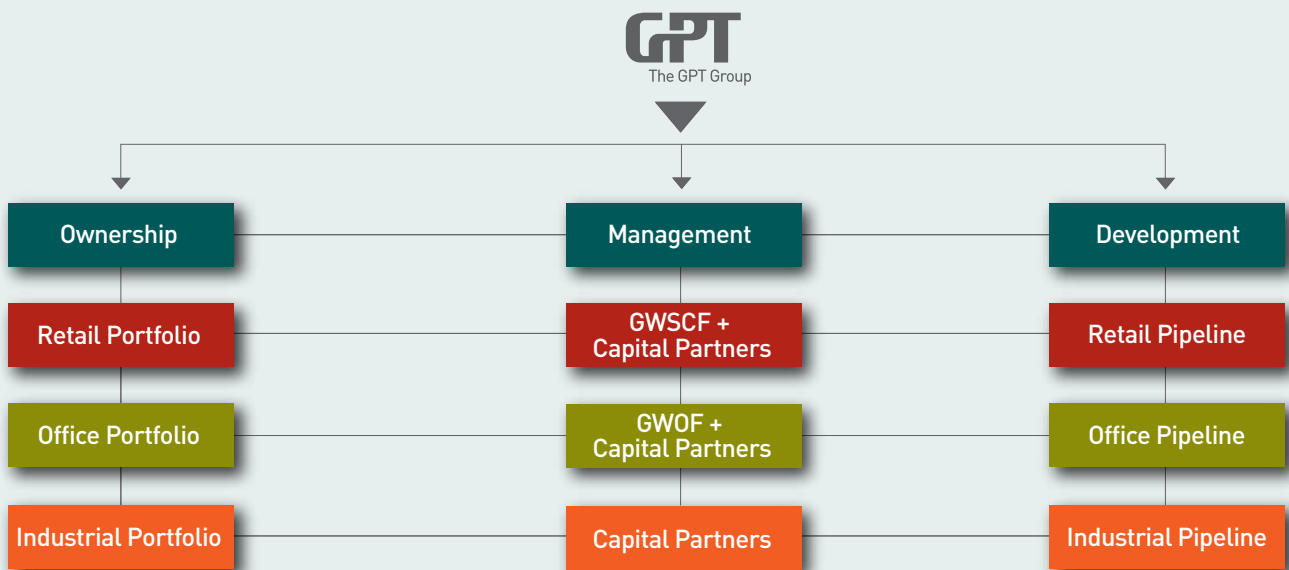 GPT
The GPT Group
Ownership
Management
Development
Retail Portfolio
GWSCF +
Capital Partners
Retail Pipeline
Office Portfolio
GWOF +
Capital Partners
Office Pipeline
Industrial Portfolio
Capital Partners
Industrial Pipeline